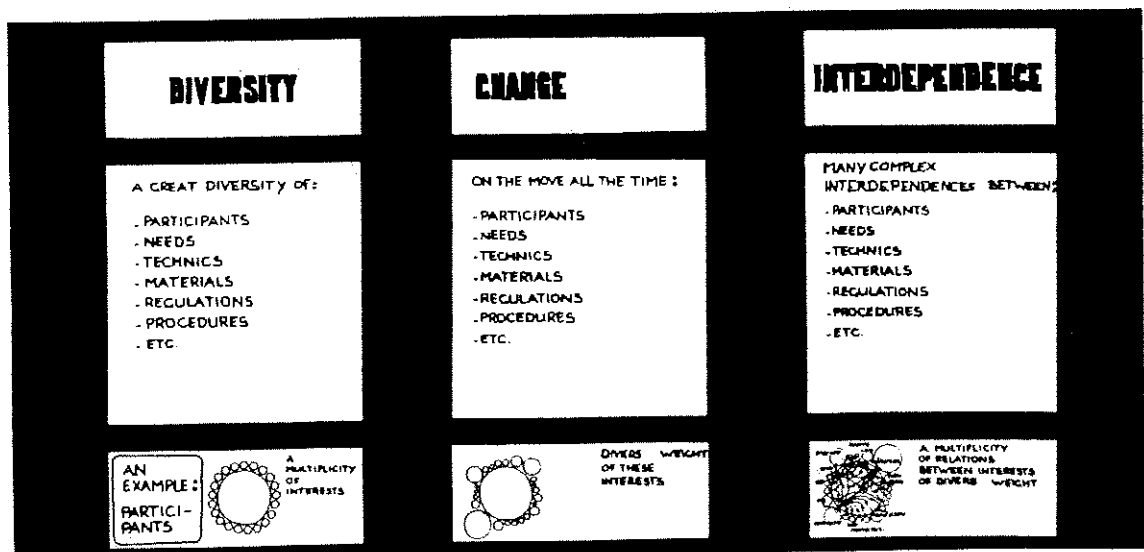 DIVERSITY
A GREAT DIVERSITY OF:
- PARTICIPANTS
- NEEDS
- TECHNICS
- MATERIALS
- REGULATIONS
- PROCEDURES
- ETC.
AN
EXAMPLE:
PARTICI-
PANTS
A
MULTIPLICITY
OF
INTERESTS
CHANGE
ON THE MOVE ALL THE TIME:
- PARTICIPANTS
- NEEDS
- TECHNICS
- MATERIALS
- REGULATIONS
- PROCEDURES
- ETC.
DIVERS WEIGHT
OF THESE
INTERESTS
INTERDEPENDENCE
MANY COMPLEX
INTERDEPENDENCES BETWEEN:
- PARTICIPANTS
- NEEDS
- TECHNICS
- MATERIALS
- REGULATIONS
- PROCEDURES
- ETC.
A MULTIPLICITY
OF RELATIONS
BETWEEN INTERESTS
OF DIVERS WEIGHT